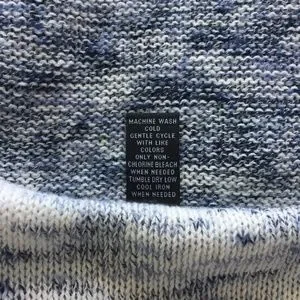 MACHINE WASH
COLD
GENTLE CYCLE
WITH LIKE
COLORS
ONLY NON-
CHLORINE BLEACH
WHEN NEEDED
TUMBLE DRY LOW
COOL IRON
WHEN NEEDED